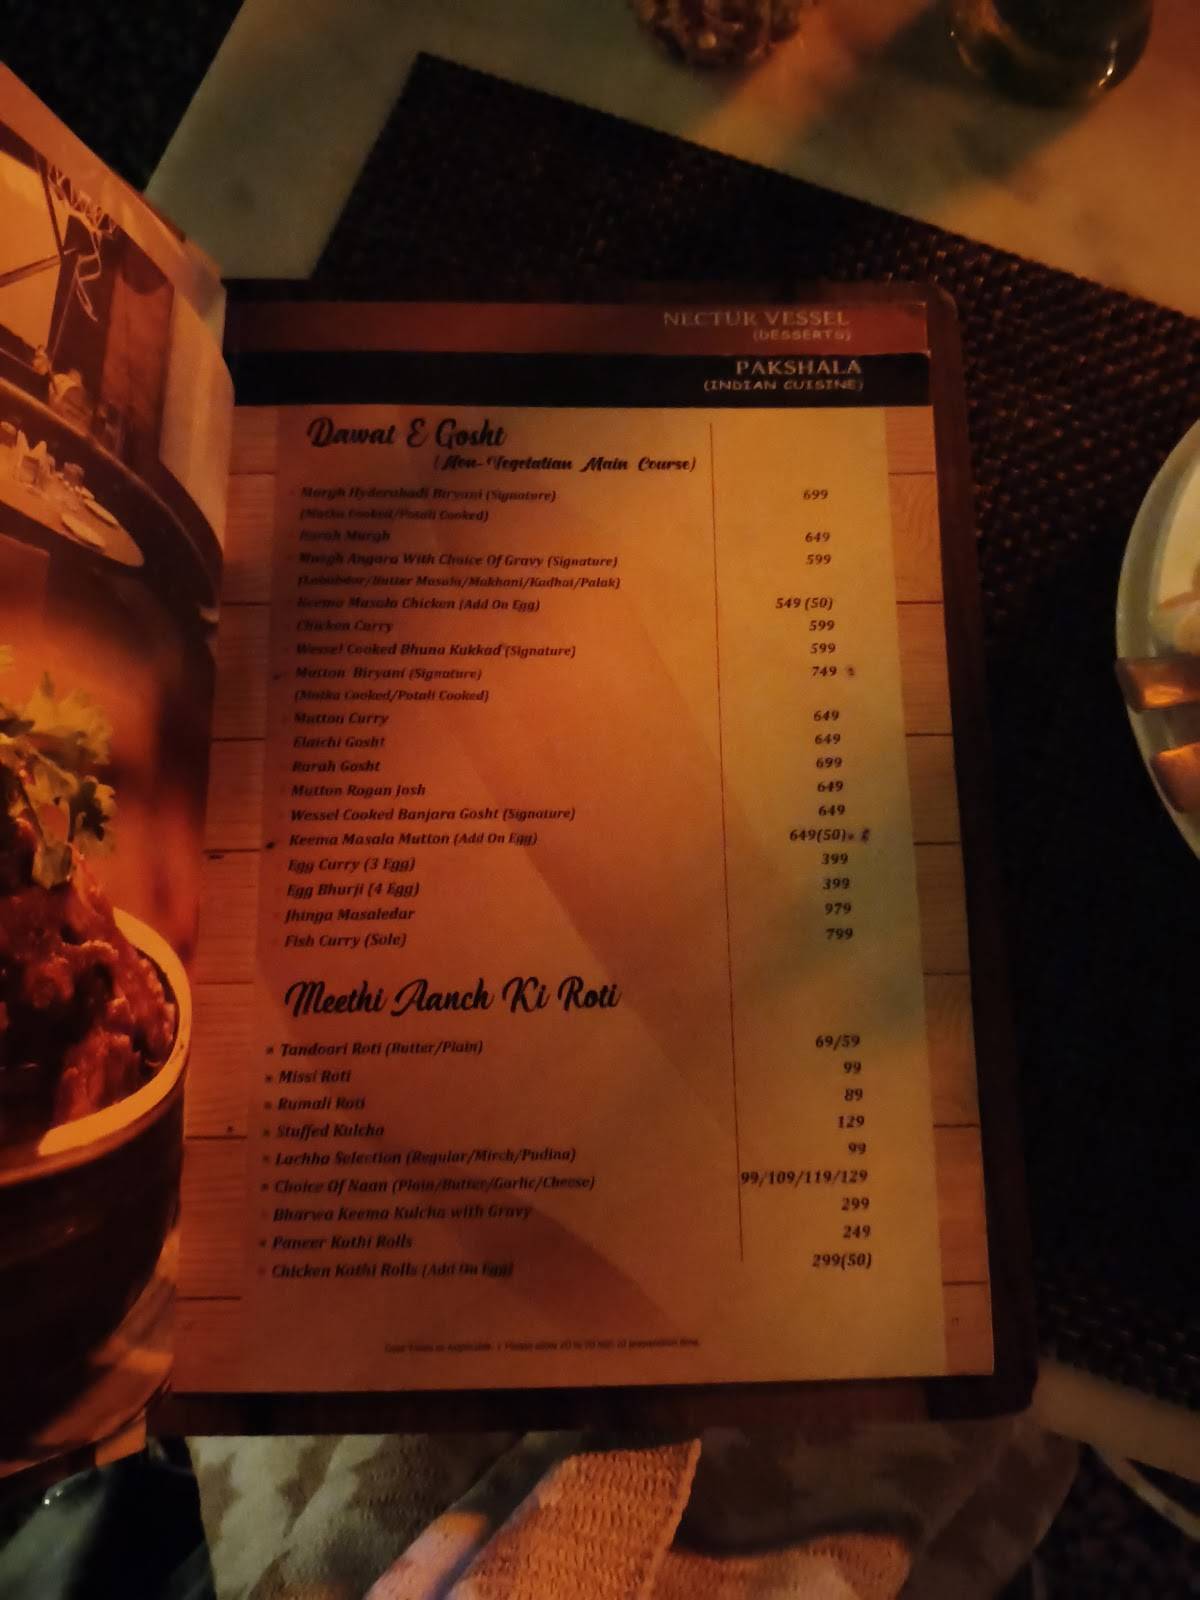 NECTUR VESSEL
(DESSERTS)
PAKSHALA
(INDIAN CUISINE)
Dawat E Gosht
(Non-Vegetatian Main Course)
Murgh Hyderabadi Biryani (Signature) 699
(Matka Cooked/Potali Cooked)
Rarah Murgh 649
Murgh Angara With Choice Of Gravy (Signature) 599
(Lababdar/Butter Masala/Makhani/Kadhai/Palak)
Keema Masala Chicken (Add On Egg) 549 (50)
Chicken Curry 599
Wessel Cooked Bhuna Kukkad (Signature) 599
Mutton Biryani (Signature) 749
(Matka Cooked/Potali Cooked)
Mutton Curry 649
Elaichi Gosht 649
Rarah Gosht 699
Mutton Rogan Josh 649
Wessel Cooked Banjara Gosht (Signature) 649
Keema Masala Mutton (Add On Egg) 649(50)
Egg Curry (3 Egg) 399
Egg Bhurji (4 Egg) 399
Jhinga Masaledar 979
Fish Curry (Sole) 799
Meethi Aanch Ki Roti
Tandoori Roti (Butter/Plain) 69/59
Missi Roti 99
Rumali Roti 89
Stuffed Kulcha 129
Lachha Selection (Regular/Mirch/Pudina) 99
Choice Of Naan (Plain/Butter/Garlic/Cheese) 99/109/119/129
Bharwa Keema Kulcha with Gravy 299
Paneer Kathi Rolls 249
Chicken Kathi Rolls (Add On Egg) 299(50)